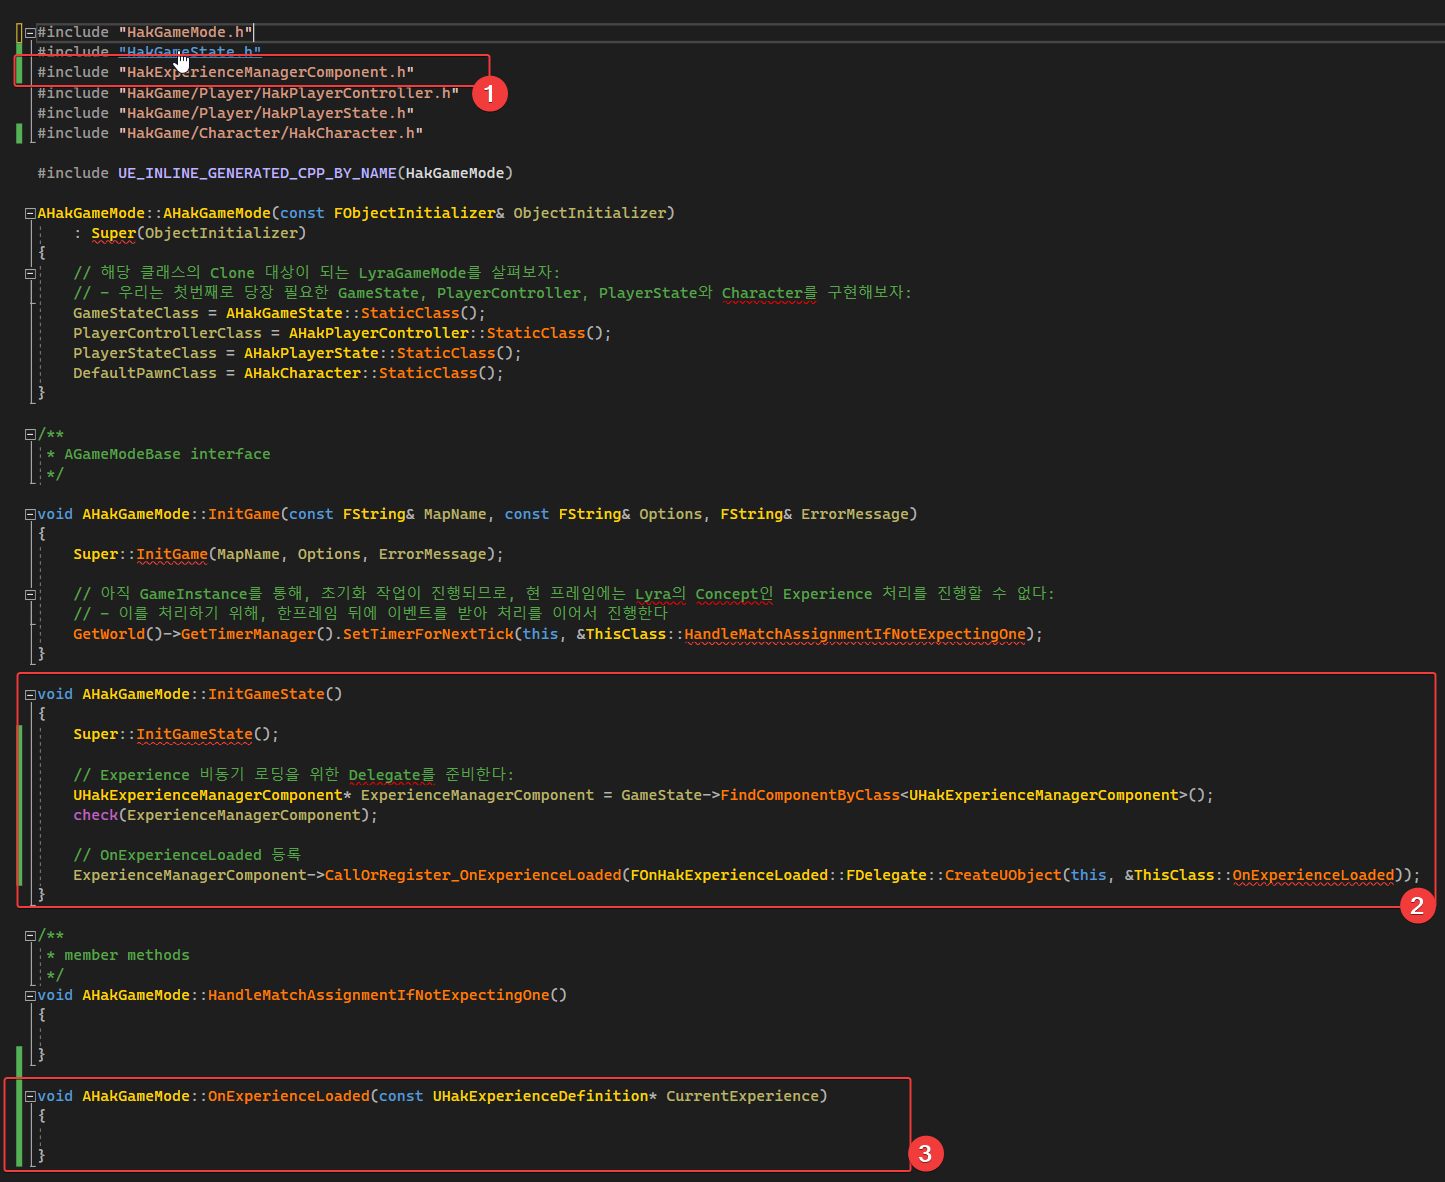 #include "HakGameMode.h"
#include "HakGameState.h"
#include "HakExperienceManagerComponent.h"
1
#include "HakGame/Player/HakPlayerController.h"
#include "HakGame/Player/HakPlayerState.h"
#include "HakGame/Character/HakCharacter.h"
#include UE_INLINE_GENERATED_CPP_BY_NAME(HakGameMode)
AHakGameMode::AHakGameMode(const FObjectInitializer& ObjectInitializer)
: Super(ObjectInitializer)
{
// 해당 클래스의 Clone 대상이 되는 LyraGameMode를 살펴보자:
// - 우리는 첫번째로 당장 필요한 GameState, PlayerController, PlayerState와 Character를 구현해보자:
GameStateClass = AHakGameState::StaticClass();
PlayerControllerClass = AHakPlayerController::StaticClass();
PlayerStateClass = AHakPlayerState::StaticClass();
DefaultPawnClass = AHakCharacter::StaticClass();
}
/**
* AGameModeBase interface
*/
void AHakGameMode::InitGame(const FString& MapName, const FString& Options, FString& ErrorMessage)
{
Super::InitGame(MapName, Options, ErrorMessage);
// 아직 GameInstance를 통해, 초기화 작업이 진행되므로, 현 프레임에는 Lyra의 Concept인 Experience 처리를 진행할 수 없다:
// - 이를 처리하기 위해, 한프레임 뒤에 이벤트를 받아 처리를 이어서 진행한다
GetWorld()->GetTimerManager().SetTimerForNextTick(this, &ThisClass::HandleMatchAssignmentIfNotExpectingOne);
}
void AHakGameMode::InitGameState()
{
Super::InitGameState();
// Experience 비동기 로딩을 위한 Delegate를 준비한다:
UHakExperienceManagerComponent* ExperienceManagerComponent = GameState->FindComponentByClass<UHakExperienceManagerComponent>();
check(ExperienceManagerComponent);
// OnExperienceLoaded 등록
ExperienceManagerComponent->CallOrRegister_OnExperienceLoaded(FOnHakExperienceLoaded::FDelegate::CreateUObject(this, &ThisClass::OnExperienceLoaded));
}
2
/**
* member methods
*/
void AHakGameMode::HandleMatchAssignmentIfNotExpectingOne()
{
}
void AHakGameMode::OnExperienceLoaded(const UHakExperienceDefinition* CurrentExperience)
{
}
3